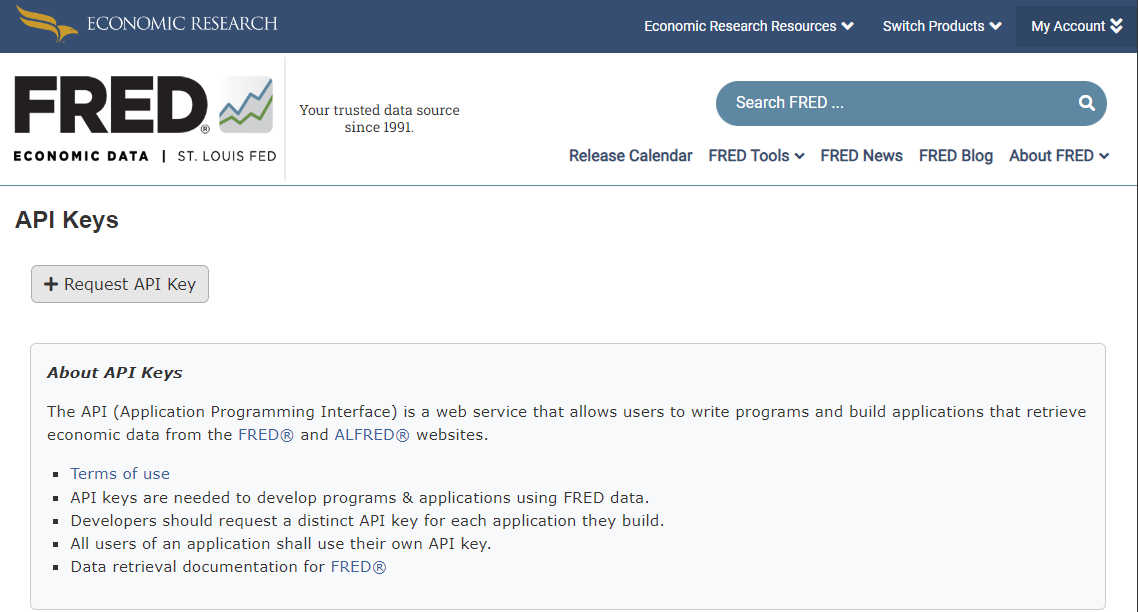 ECONOMIC RESEARCH
Economic Research Resources
Switch Products
My Account
FRED®
ECONOMIC DATA | ST. LOUIS FED
Your trusted data source
since 1991.
Search FRED ...
Release Calendar
FRED Tools
FRED News
FRED Blog
About FRED
API Keys
Request API Key
About API Keys
The API (Application Programming Interface) is a web service that allows users to write programs and build applications that retrieve
economic data from the FRED® and ALFRED® websites.
Terms of use
API keys are needed to develop programs & applications using FRED data.
Developers should request a distinct API key for each application they build.
All users of an application shall use their own API key.
Data retrieval documentation for FRED®